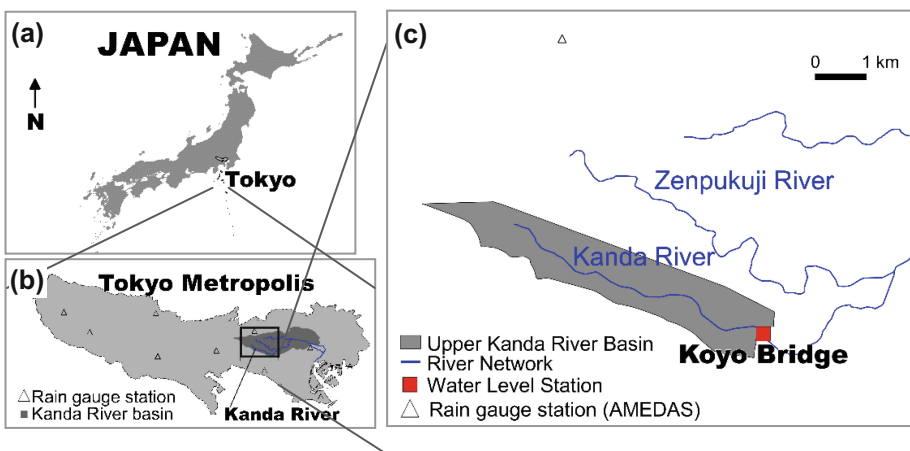 (a)
JAPAN
N
Tokyo
(b)
Tokyo Metropolis
Rain gauge station
Kanda River basin
Kanda River
(c)
0 1 km
Zenpukuji River
Kanda River
Koyo Bridge
Upper Kanda River Basin
River Network
Water Level Station
Rain gauge station (AMEDAS)